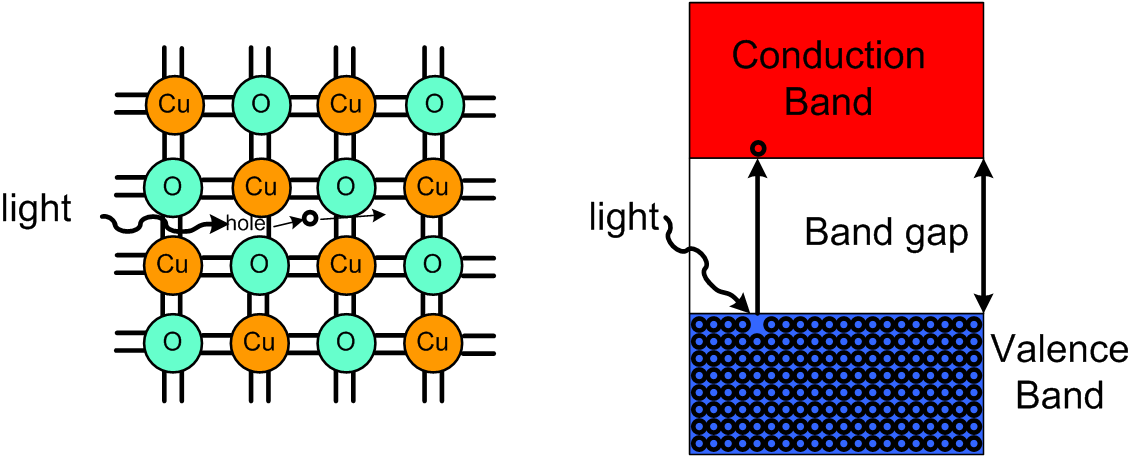 Cu O Cu O
O Cu O Cu
light
hole
Cu O Cu O
O Cu O Cu
Conduction
Band
light
Band gap
Valence
Band